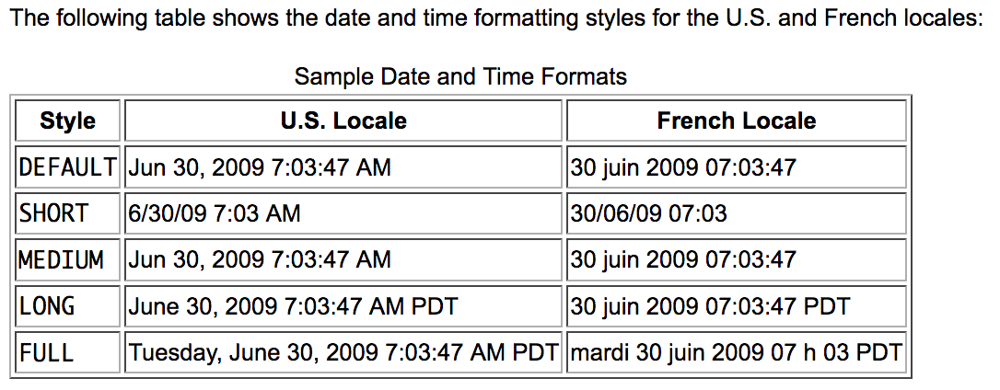 The following table shows the date and time formatting styles for the U.S. and French locales:
Sample Date and Time Formats
Style U.S. Locale French Locale
DEFAULT Jun 30, 2009 7:03:47 AM 30 juin 2009 07:03:47
SHORT 6/30/09 7:03 AM 30/06/09 07:03
MEDIUM Jun 30, 2009 7:03:47 AM 30 juin 2009 07:03:47
LONG June 30, 2009 7:03:47 AM PDT 30 juin 2009 07:03:47 PDT
FULL Tuesday, June 30, 2009 7:03:47 AM PDT mardi 30 juin 2009 07 h 03 PDT